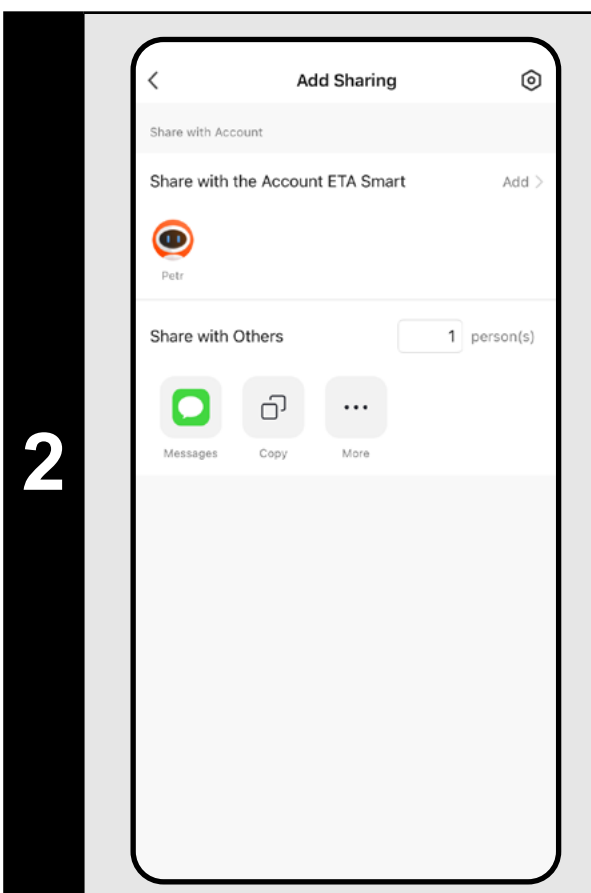 2
Add Sharing
Share with Account
Share with the Account ETA Smart Add
Petr
Share with Others 1 person(s)
Messages Copy More